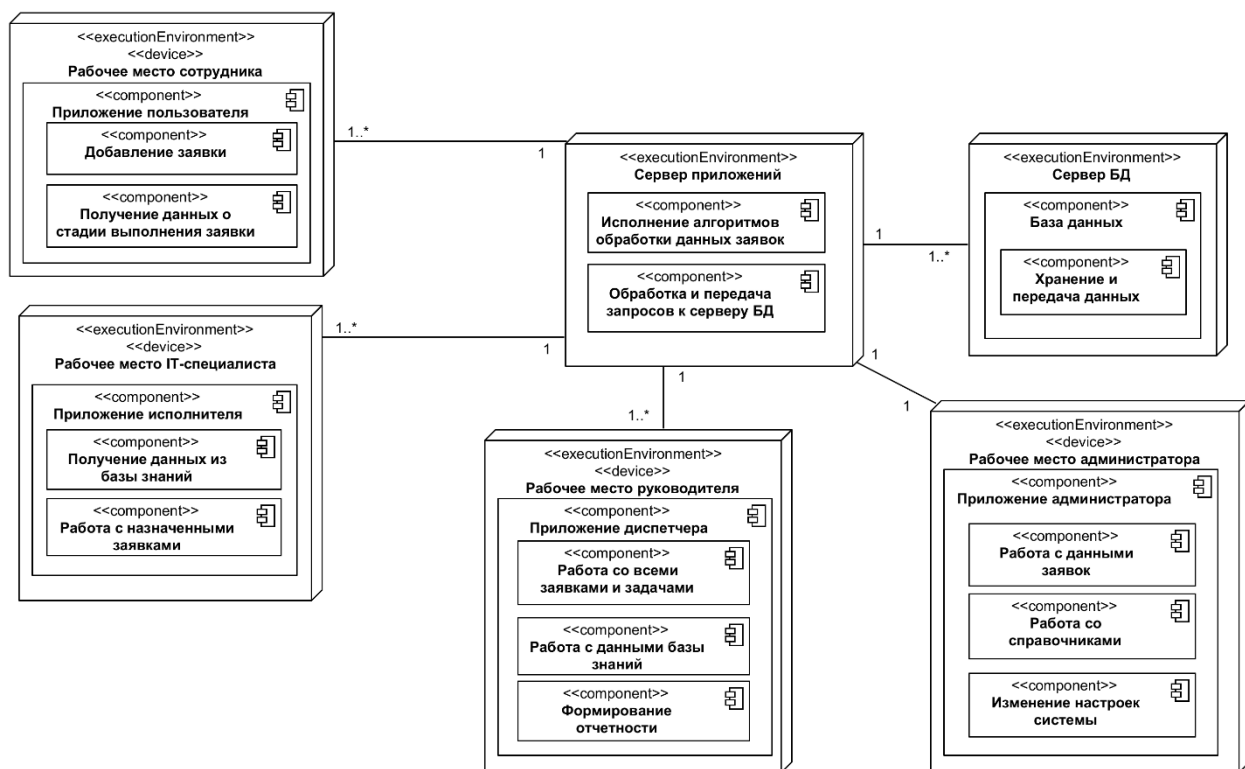 <<executionEnvironment>>
<<device>>
Рабочее место сотрудника
<<component>>
Приложение пользователя
<<component>>
Добавление заявки
<<component>>
Получение данных о
стадии выполнения заявки
1..*
1
<<executionEnvironment>>
Сервер приложений
<<component>>
Исполнение алгоритмов
обработки данных заявок
<<component>>
Обработка и передача
запросов к серверу БД
1
1..*
<<executionEnvironment>>
Сервер БД
<<component>>
База данных
<<component>>
Хранение и
передача данных
<<executionEnvironment>>
<<device>>
Рабочее место IT-специалиста
<<component>>
Приложение исполнителя
<<component>>
Получение данных из
базы знаний
<<component>>
Работа с назначенными
заявками
1..*
1
1
1..*
<<executionEnvironment>>
<<device>>
Рабочее место руководителя
<<component>>
Приложение диспетчера
<<component>>
Работа со всеми
заявками и задачами
<<component>>
Работа с данными базы
знаний
<<component>>
Формирование
отчетности
1
1
<<executionEnvironment>>
<<device>>
Рабочее место администратора
<<component>>
Приложение администратора
<<component>>
Работа с данными
заявок
<<component>>
Работа со
справочниками
<<component>>
Изменение настроек
системы